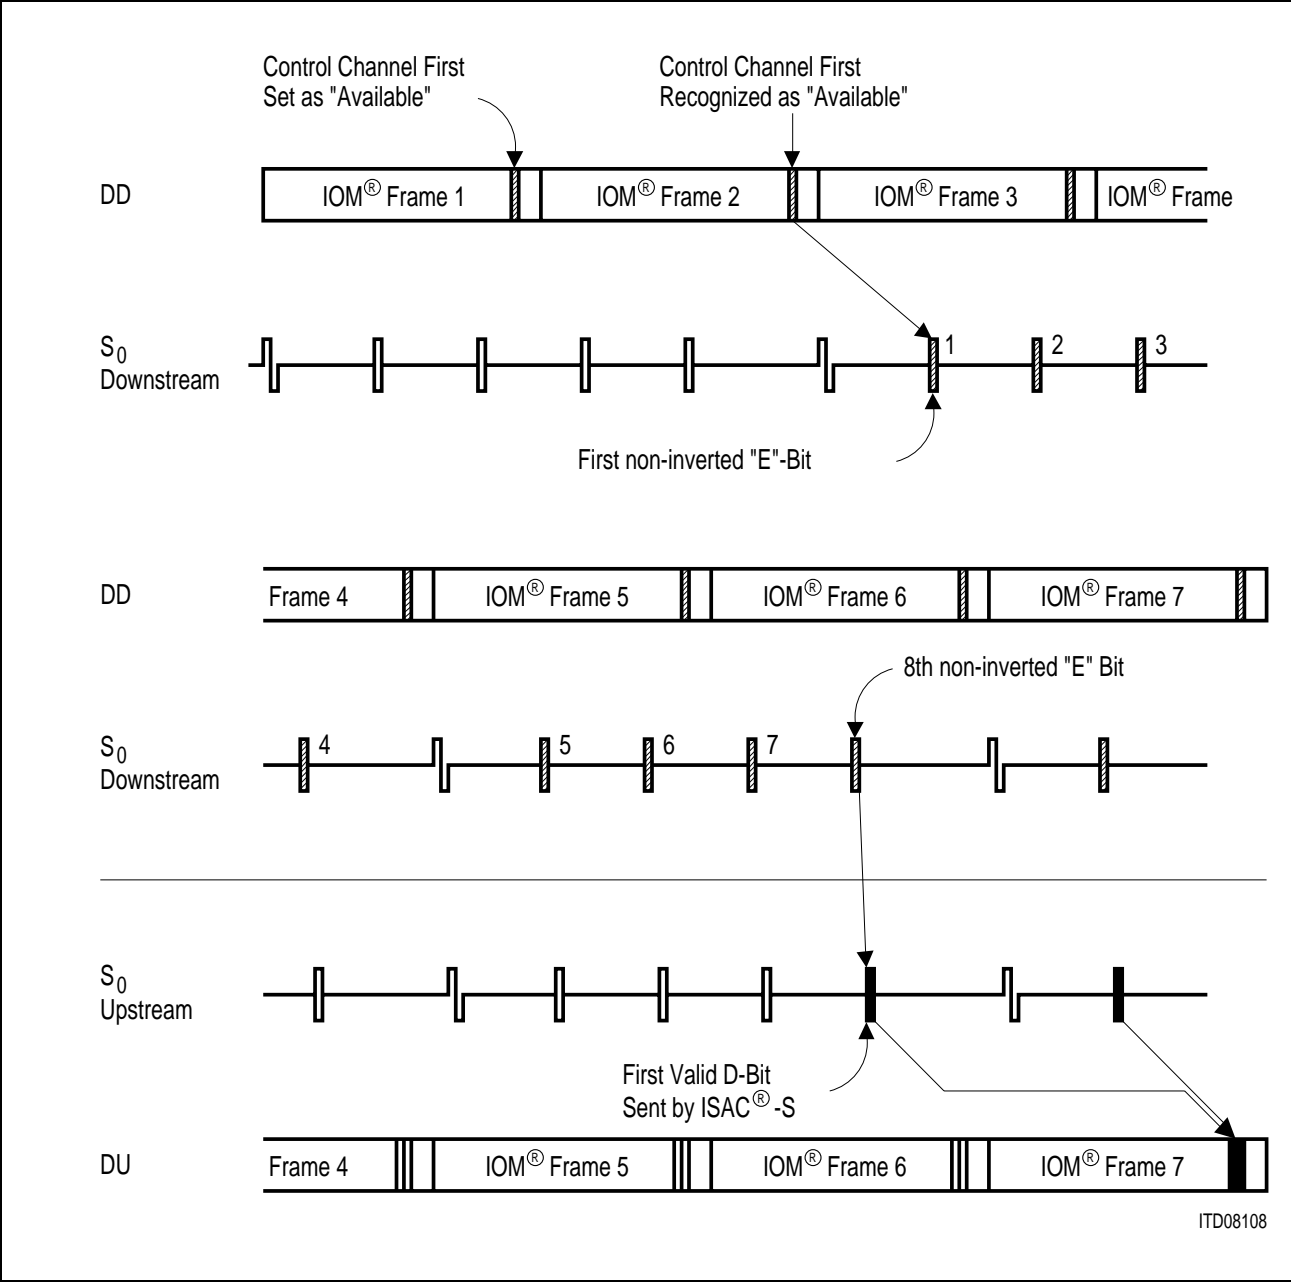 Control Channel First
Set as "Available"
Control Channel First
Recognized as "Available"
DD
IOM® Frame 1
IOM® Frame 2
IOM® Frame 3
IOM® Frame
S0
Downstream
1
2
3
First non-inverted "E"-Bit
DD
Frame 4
IOM® Frame 5
IOM® Frame 6
IOM® Frame 7
8th non-inverted "E" Bit
S0
Downstream
4
5
6
7
S0
Upstream
First Valid D-Bit
Sent by ISAC®-S
DU
Frame 4
IOM® Frame 5
IOM® Frame 6
IOM® Frame 7
ITD08108